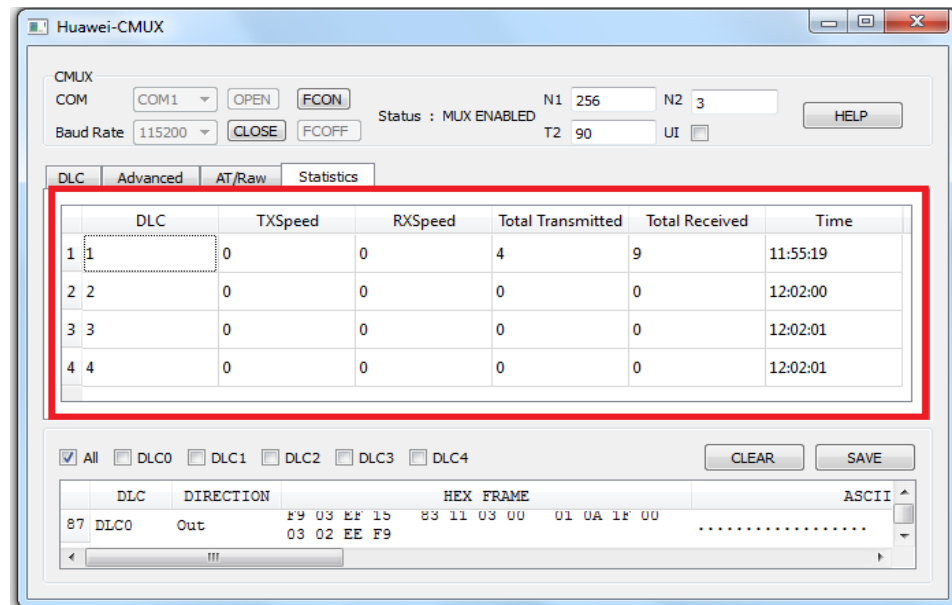 Huawei-CMUX
CMUX
COM COM1 OPEN FCON Status : MUX ENABLED N1 256 N2 3 HELP
Baud Rate 115200 CLOSE FCOFF T2 90 UI
DLC Advanced AT/Raw Statistics
DLC TXSpeed RXSpeed Total Transmitted Total Received Time
1 1 0 0 4 9 11:55:19
2 2 0 0 0 0 12:02:00
3 3 0 0 0 0 12:02:01
4 4 0 0 0 0 12:02:01
All DLC0 DLC1 DLC2 DLC3 DLC4 CLEAR SAVE
DLC DIRECTION HEX FRAME ASCII
87 DLC0 Out F9 03 EF 15 83 11 03 00 01 0A 1F 00 ..................
03 02 EE F9